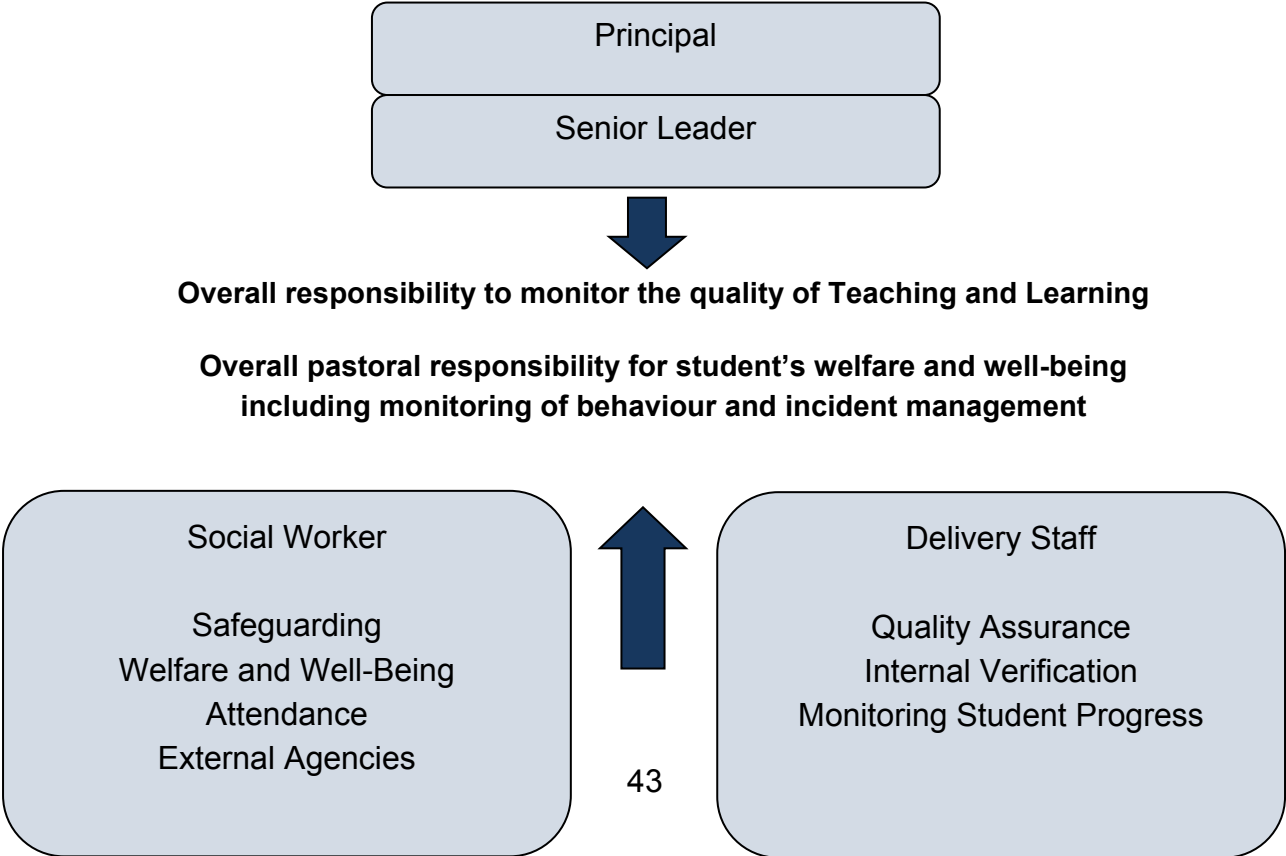 Principal
Senior Leader
Overall responsibility to monitor the quality of Teaching and Learning
Overall pastoral responsibility for student’s welfare and well-being
including monitoring of behaviour and incident management
Social Worker
Safeguarding
Welfare and Well-Being
Attendance
External Agencies
Delivery Staff
Quality Assurance
Internal Verification
Monitoring Student Progress
43